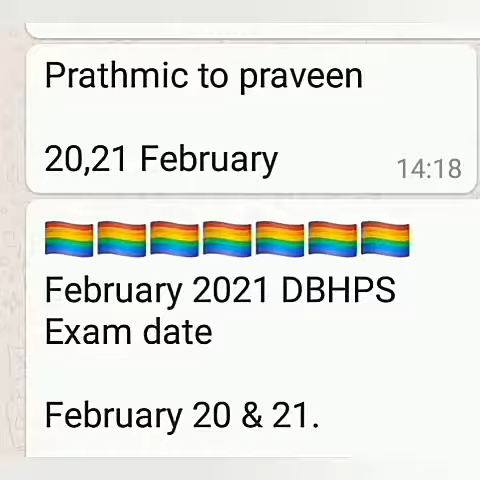 Prathmic to praveen
20,21 February
14:18
🏳️‍🌈🏳️‍🌈🏳️‍🌈🏳️‍🌈🏳️‍🌈🏳️‍🌈🏳️‍🌈
February 2021 DBHPS
Exam date
February 20 & 21.